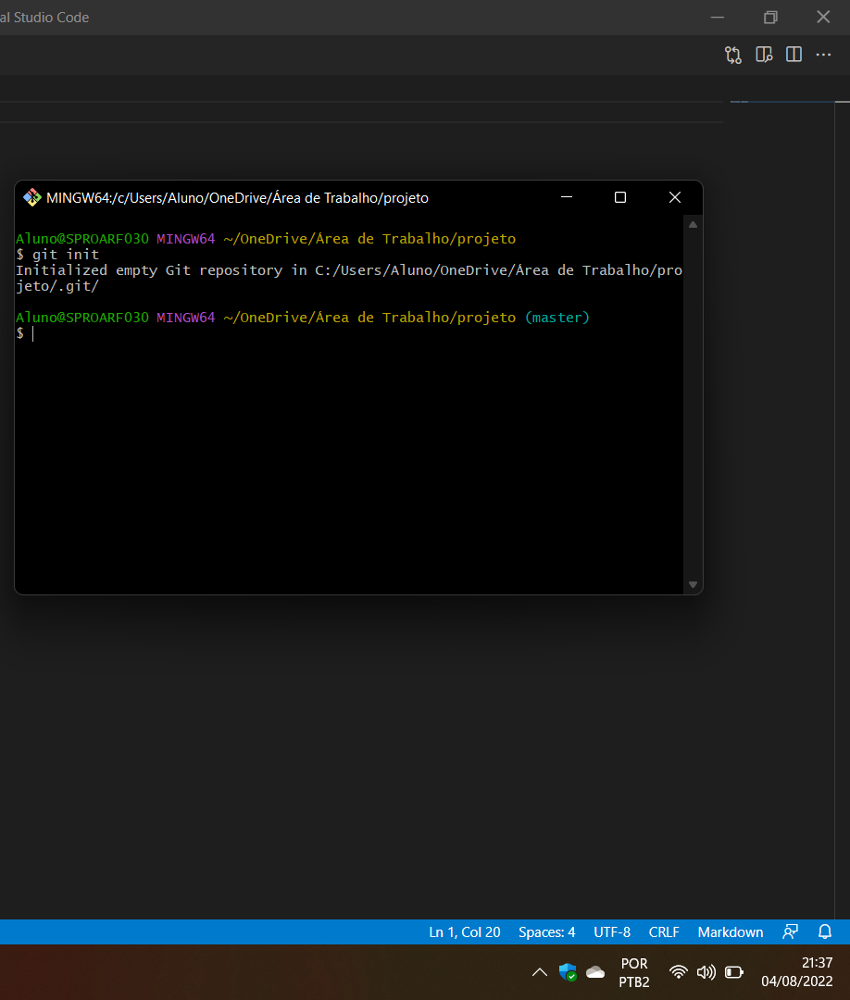 al Studio Code
MINGW64:/c/Users/Aluno/OneDrive/Área de Trabalho/projeto
Aluno@SPROARF030 MINGW64 ~/OneDrive/Área de Trabalho/projeto
$ git init
Initialized empty Git repository in C:/Users/Aluno/OneDrive/Área de Trabalho/pro
jeto/.git/
Aluno@SPROARF030 MINGW64 ~/OneDrive/Área de Trabalho/projeto (master)
$
Ln 1, Col 20 Spaces: 4 UTF-8 CRLF Markdown
POR
PTB2
21:37
04/08/2022